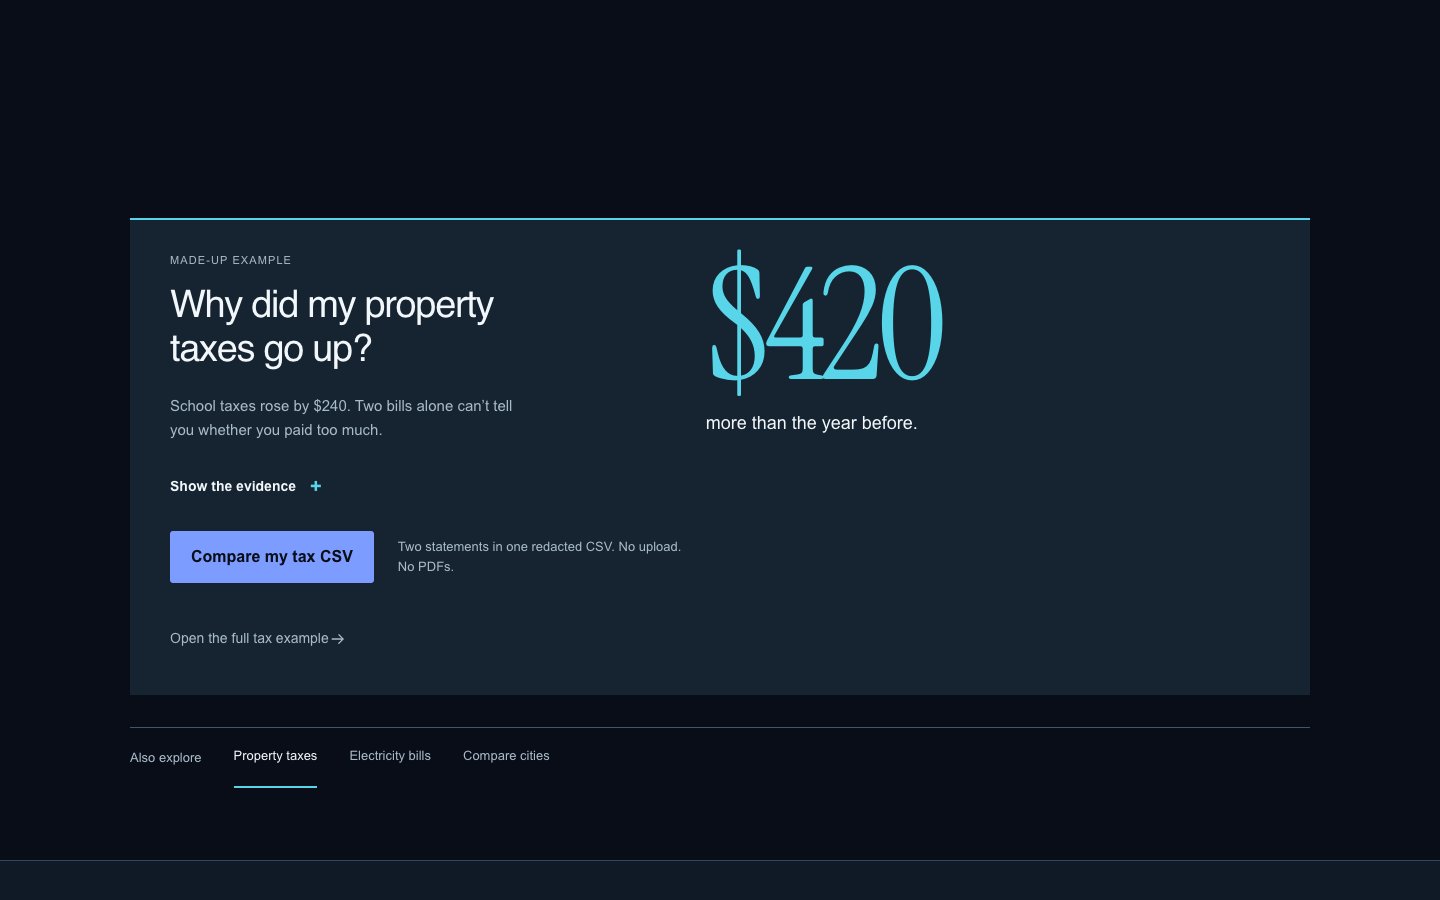 MADE-UP EXAMPLE
Why did my property
taxes go up?
School taxes rose by $240. Two bills alone can’t tell
you whether you paid too much.
Show the evidence +
Compare my tax CSV
Two statements in one redacted CSV. No upload.
No PDFs.
Open the full tax example →
$420
more than the year before.
Also explore
Property taxes
Electricity bills
Compare cities